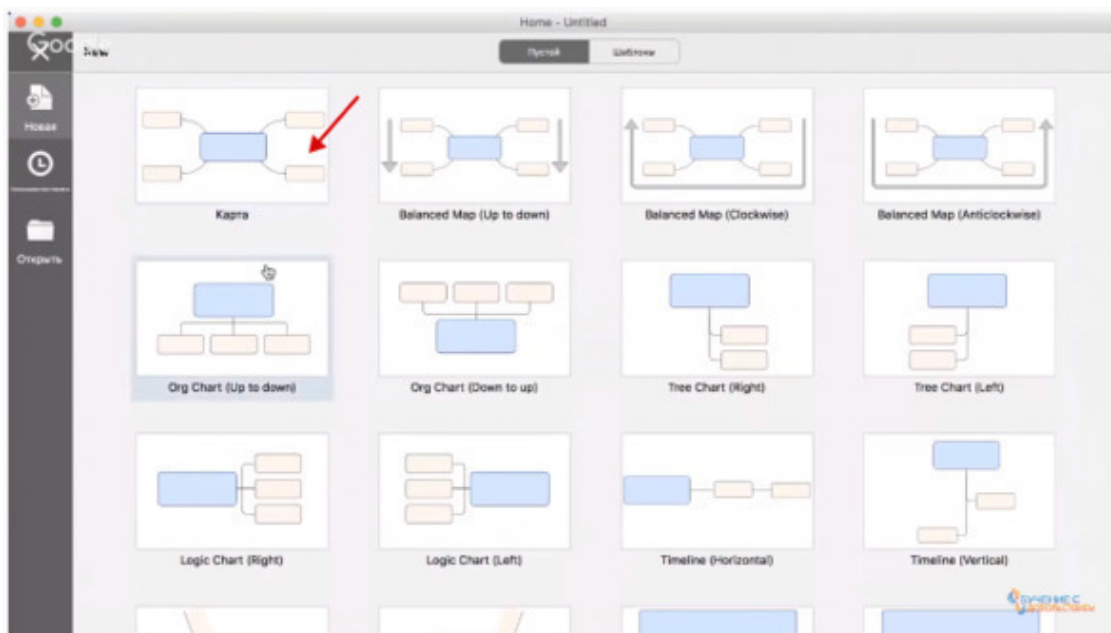 Home - Untitled
Google
New
Пустой
Шаблоны
Новая
Открыть
Карта
Balanced Map (Up to down)
Balanced Map (Clockwise)
Balanced Map (Anticlockwise)
Org Chart (Up to down)
Org Chart (Down to up)
Tree Chart (Right)
Tree Chart (Left)
Logic Chart (Right)
Logic Chart (Left)
Timeline (Horizontal)
Timeline (Vertical)